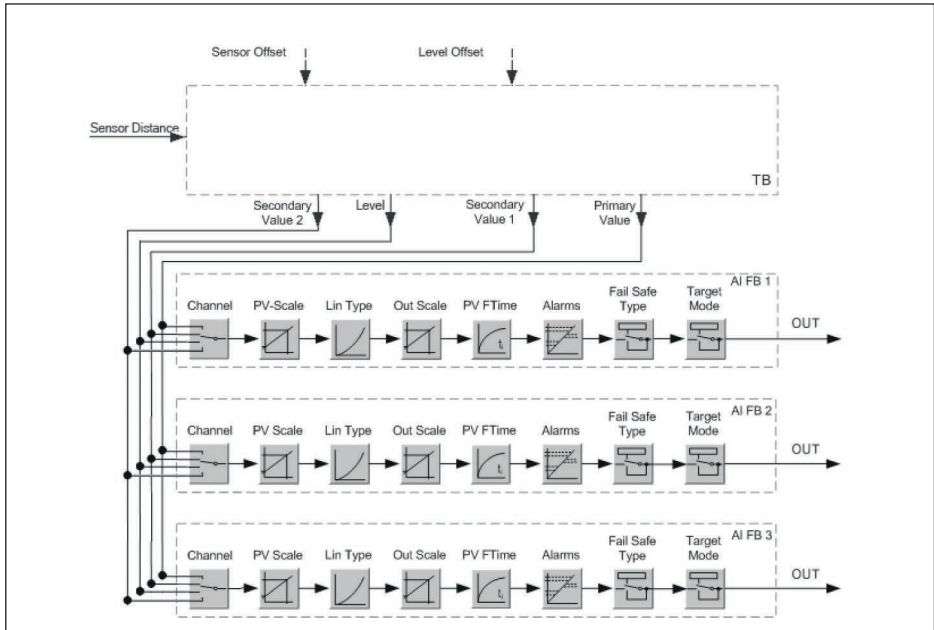 Sensor Offset
Level Offset
Sensor Distance
TB
Secondary
Value 2
Level
Secondary
Value 1
Primary
Value
AI FB 1
Channel
PV-Scale
Lin Type
Out Scale
PV FTime
Alarms
Fail Safe
Type
Target
Mode
OUT
t
AI FB 2
Channel
PV Scale
Lin Type
Out Scale
PV FTime
Alarms
Fail Safe
Type
Target
Mode
OUT
t
AI FB 3
Channel
PV Scale
Lin Type
Out Scale
PV FTime
Alarms
Fail Safe
Type
Target
Mode
OUT
t